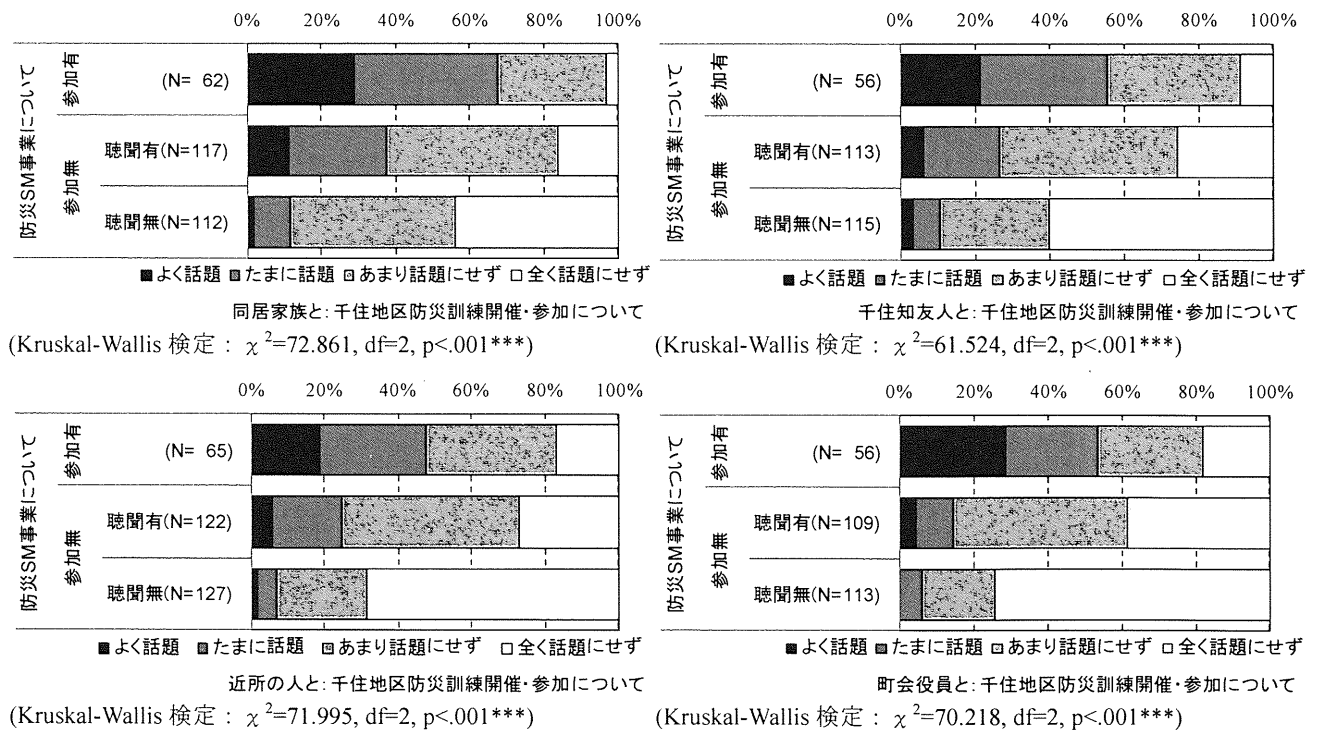 0% 20% 40% 60% 80% 100%
防災SM事業について
参加有
(N= 62)
参加無
聴聞有(N=117)
聴聞無(N=112)
■よく話題 ■たまに話題 □あまり話題にせず □全く話題にせず
同居家族と:千住地区防災訓練開催・参加について
(Kruskal-Wallis 検定 : χ²=72.861, df=2, p<.001***)
0% 20% 40% 60% 80% 100%
防災SM事業について
参加有
(N= 56)
参加無
聴聞有(N=113)
聴聞無(N=115)
■よく話題 ■たまに話題 □あまり話題にせず □全く話題にせず
千住知友人と:千住地区防災訓練開催・参加について
(Kruskal-Wallis 検定 : χ²=61.524, df=2, p<.001***)
0% 20% 40% 60% 80% 100%
防災SM事業について
参加有
(N= 65)
参加無
聴聞有(N=122)
聴聞無(N=127)
■よく話題 ■たまに話題 □あまり話題にせず □全く話題にせず
近所の人と:千住地区防災訓練開催・参加について
(Kruskal-Wallis 検定 : χ²=71.995, df=2, p<.001***)
0% 20% 40% 60% 80% 100%
防災SM事業について
参加有
(N= 56)
参加無
聴聞有(N=109)
聴聞無(N=113)
■よく話題 ■たまに話題 □あまり話題にせず □全く話題にせず
町会役員と:千住地区防災訓練開催・参加について
(Kruskal-Wallis 検定 : χ²=70.218, df=2, p<.001***)